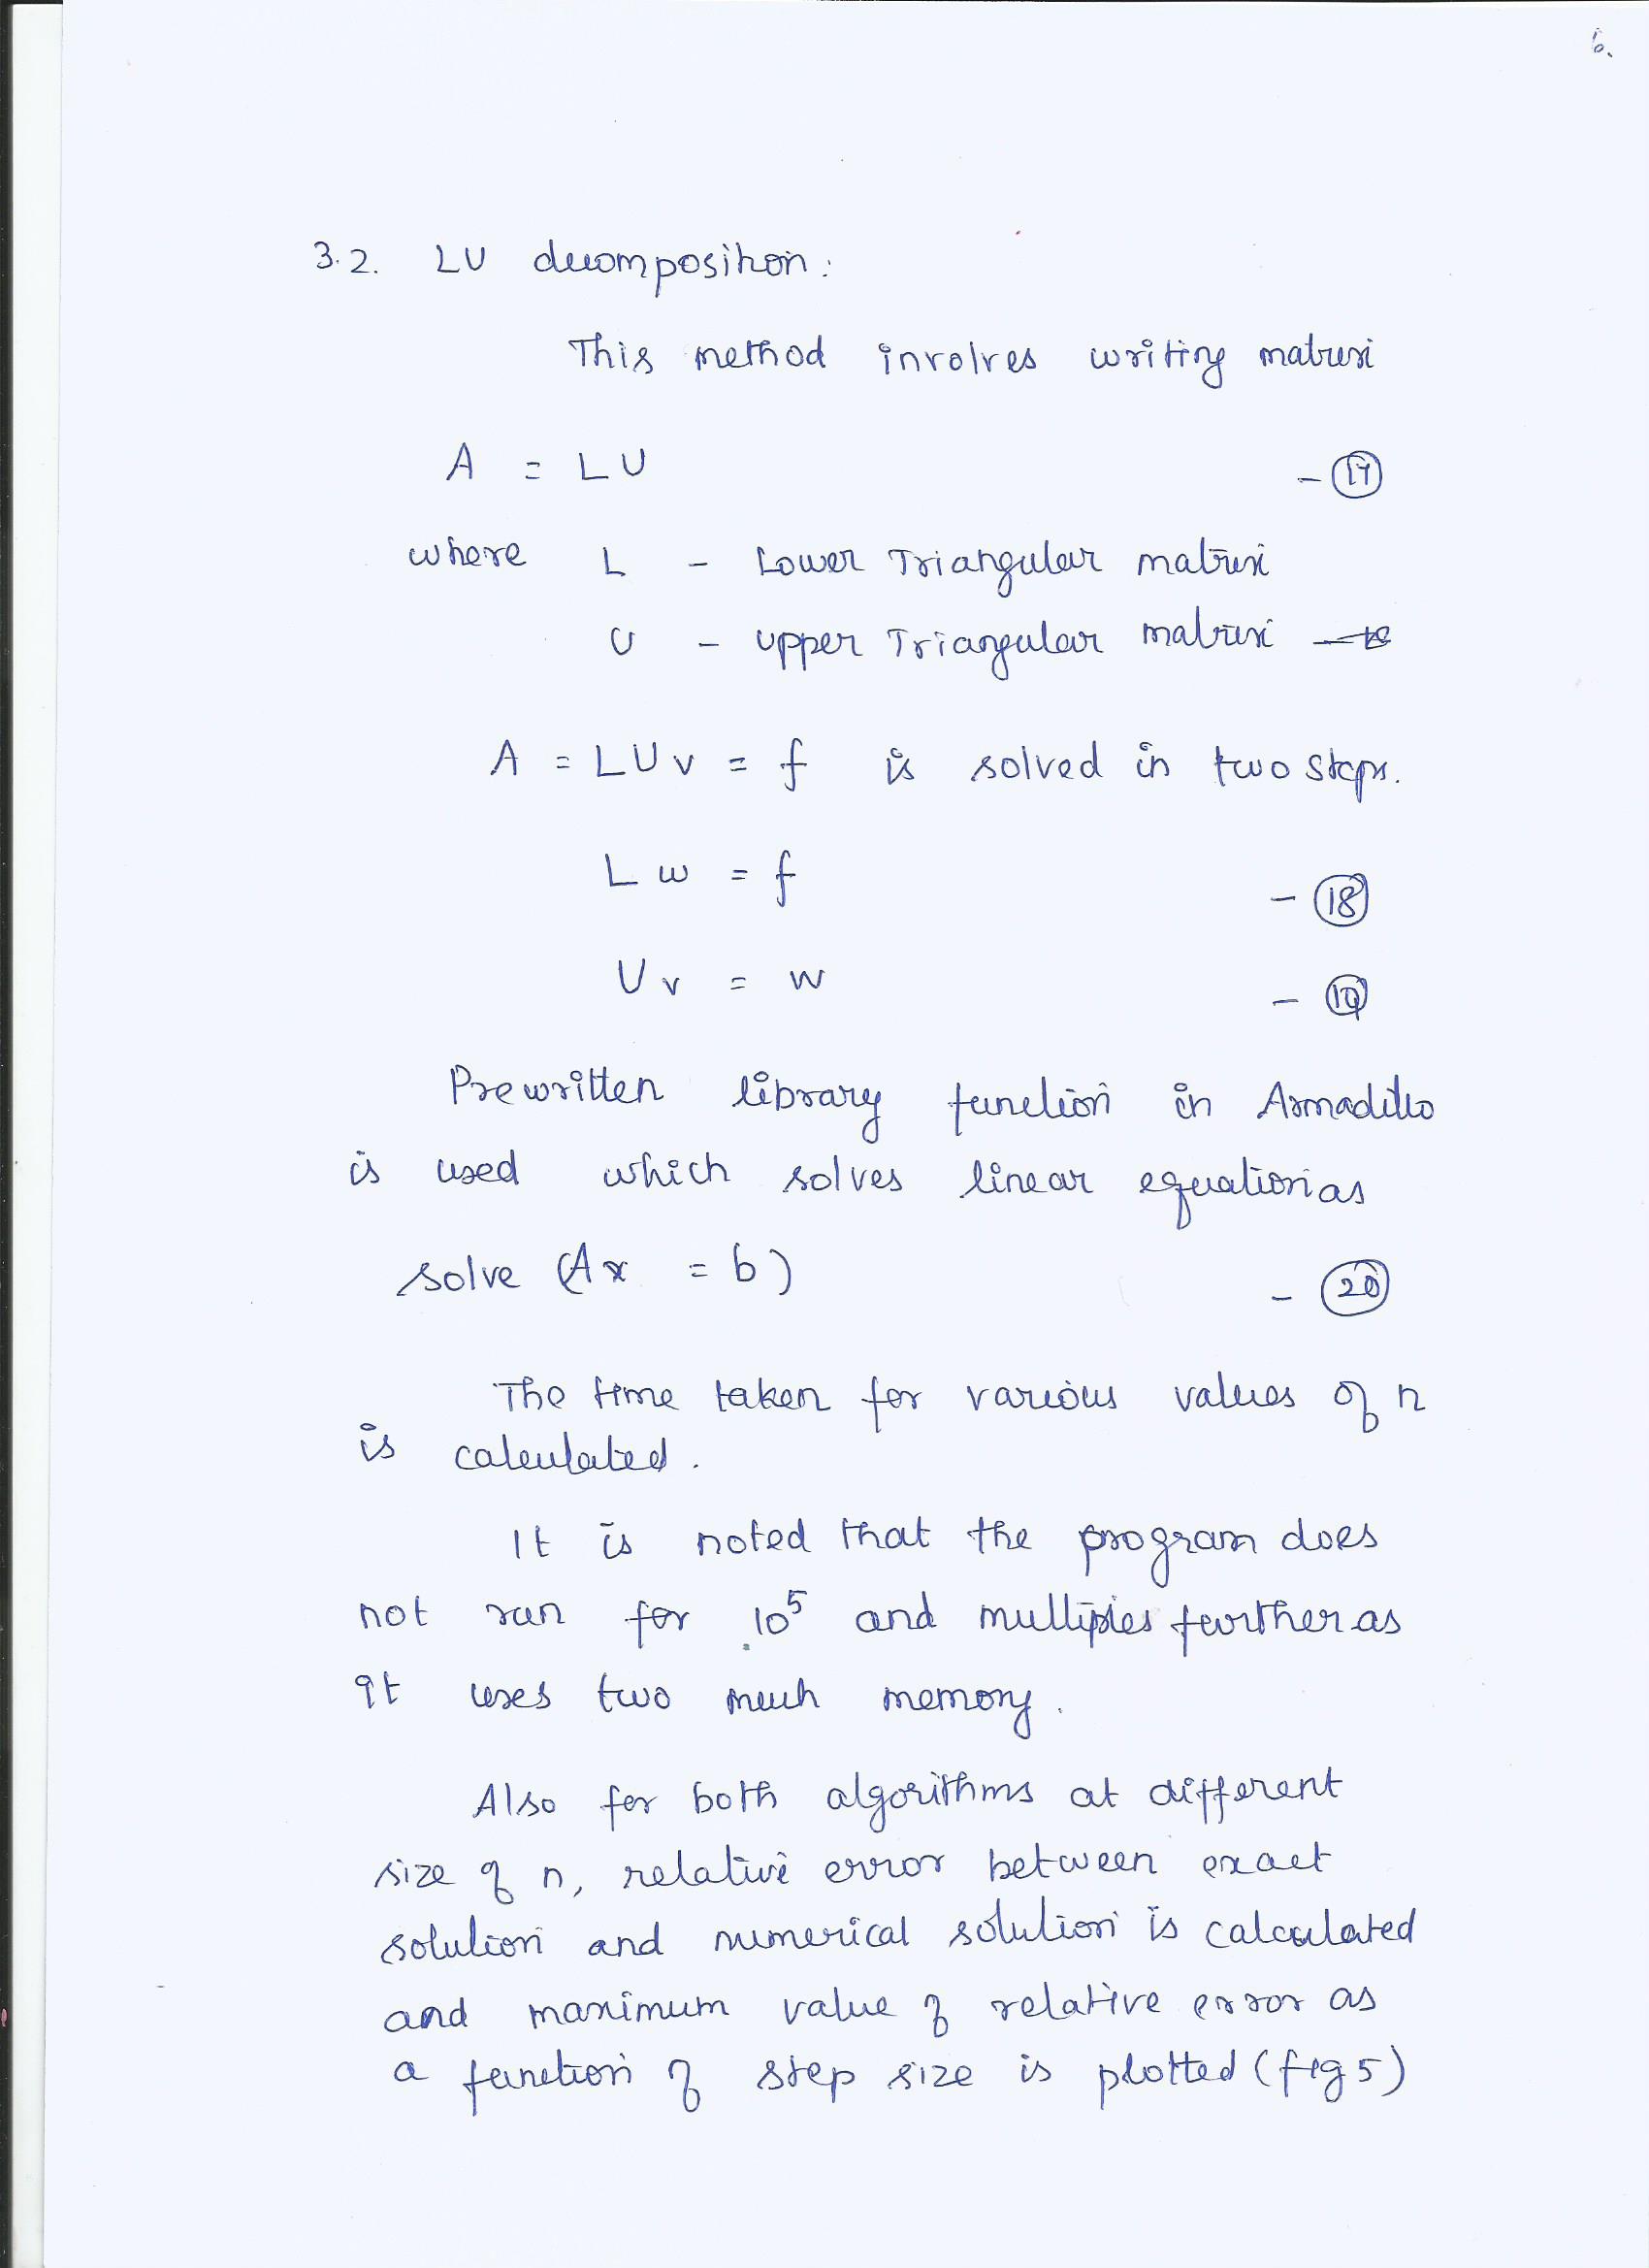 6.
3.2. LU decomposition:
This method involves writing matrix
A = LU - 17
where L - Lower Triangular matrix
U - upper Triangular matrix
A = LUv = f is solved in two steps.
Lw = f - 18
Uv = w - 19
Prewritten library function in Armadillo
is used which solves linear equation as
solve (Ax = b) - 20
The time taken for various values of n
is calculated.
It is noted that the program does
not run for 10⁵ and multiples further as
it uses two much memory.
Also for both algorithms at different
size of n, relative error between exact
solution and numerical solution is calculated
and maximum value of relative error as
a function of step size is plotted (fig 5)